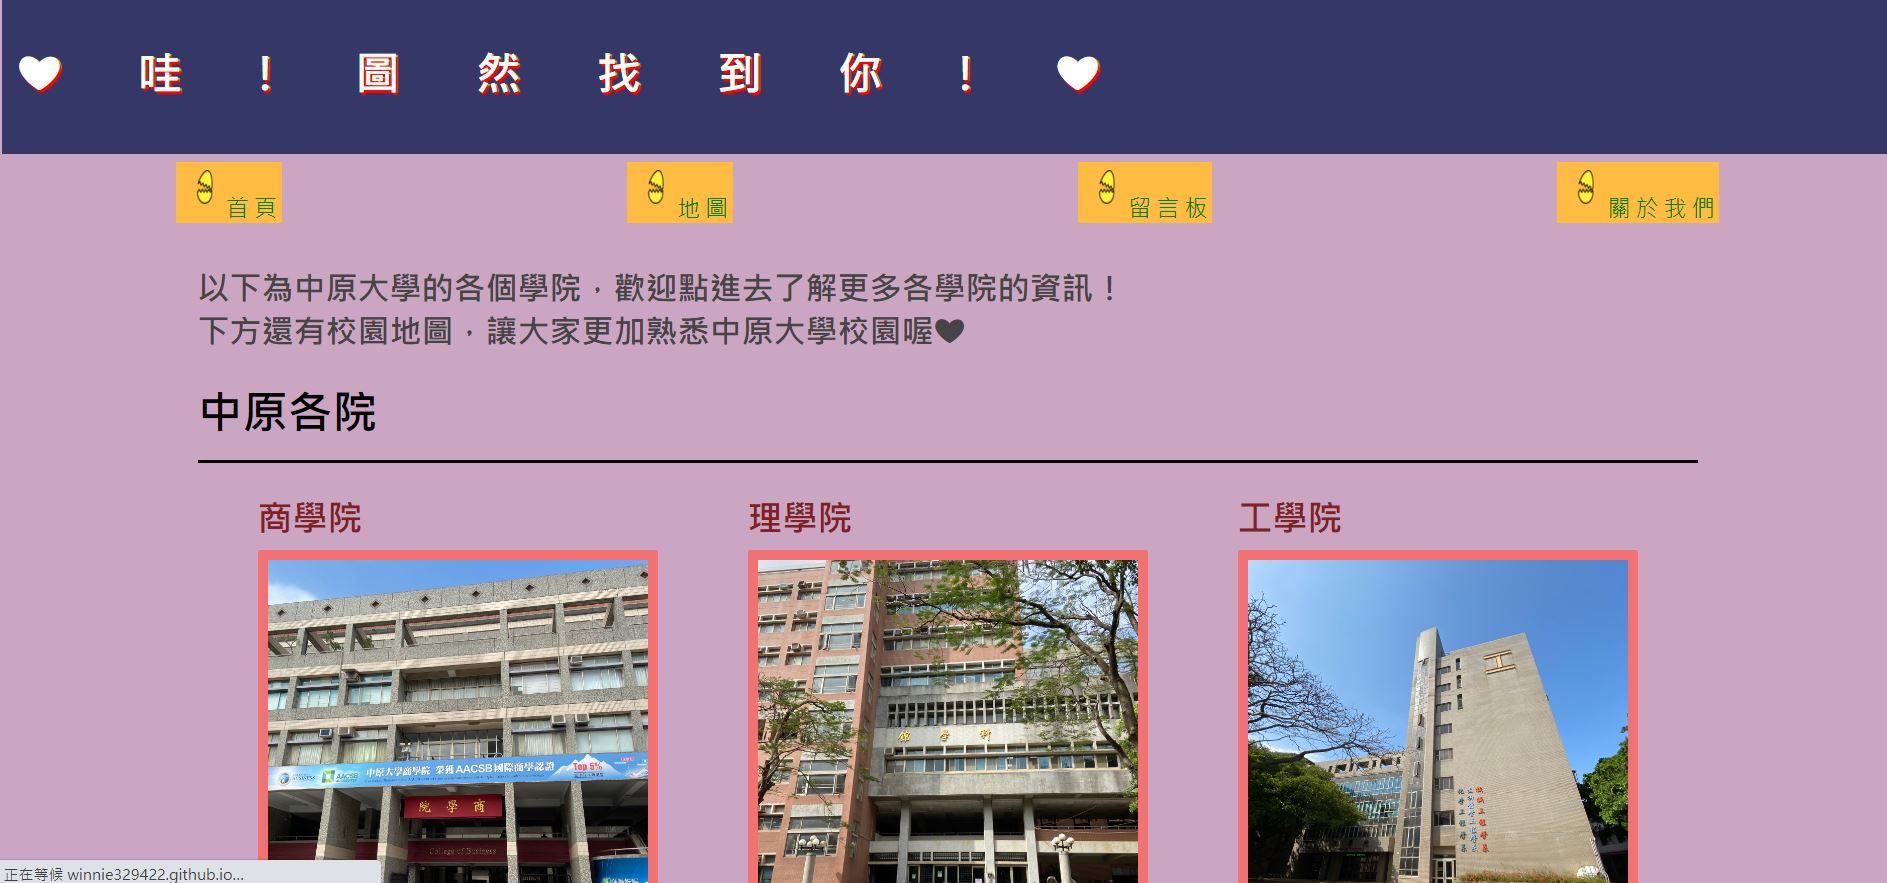 ♥ 哇 ! 圖 然 找 到 你 ! ♥
首頁
地圖
留言板
關於我們
以下為中原大學的各個學院，歡迎點進去了解更多各學院的資訊！
下方還有校園地圖，讓大家更加熟悉中原大學校園喔♥
中原各院
商學院
理學院
工學院
AACSB
中原大學商學院 榮獲AACSB國際商學認證
Top 5%
院學商
College of Business
館學科
工
正在等候 winnie329422.github.io...